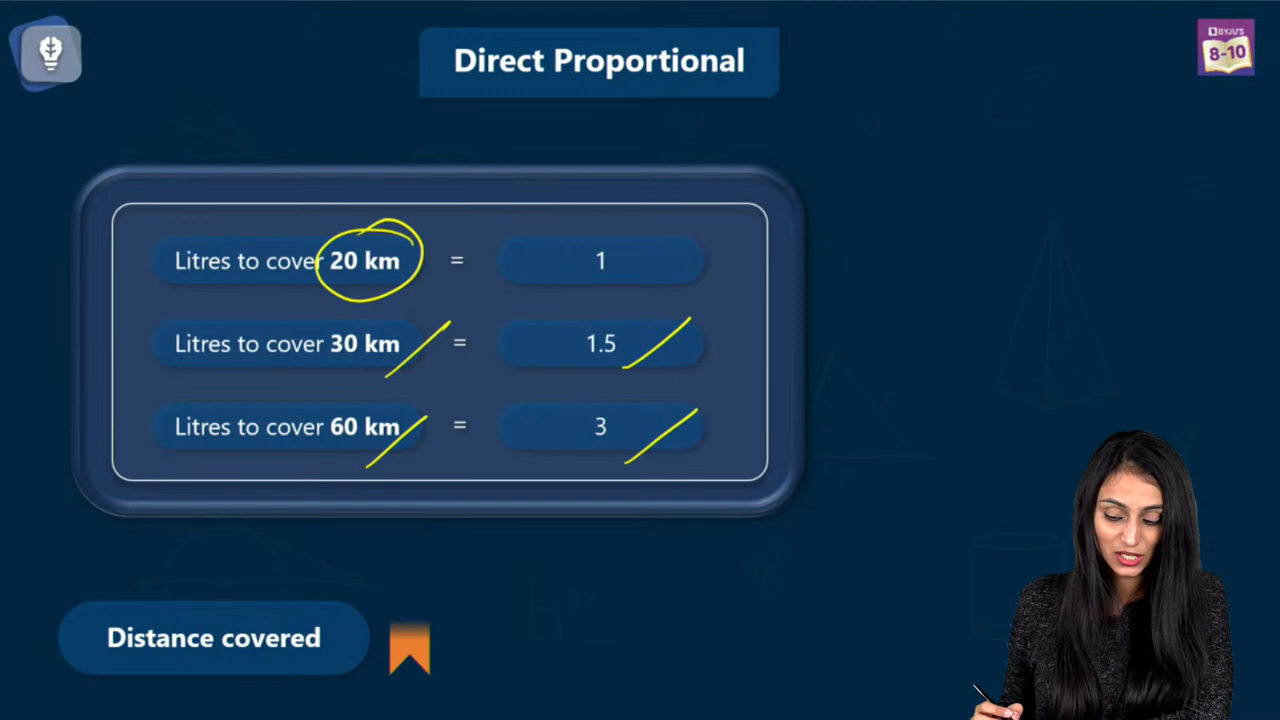 Direct Proportional
BYJU'S
8-10
Litres to cover 20 km = 1
Litres to cover 30 km = 1.5
Litres to cover 60 km = 3
Distance covered